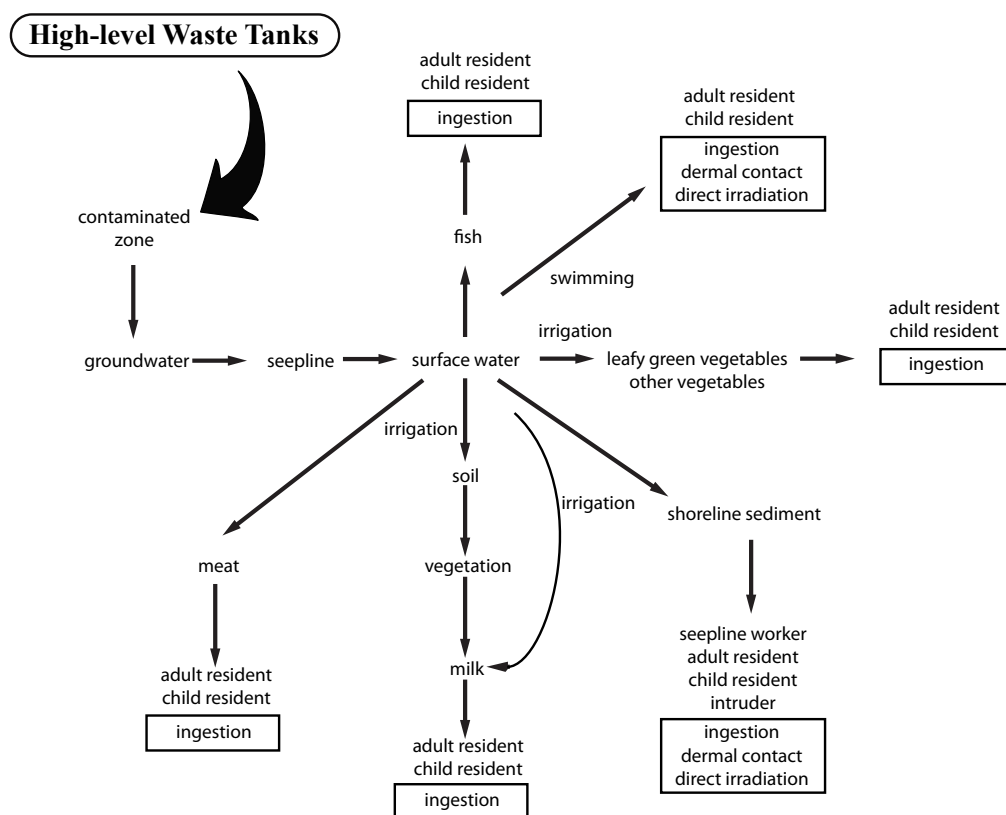 High-level Waste Tanks
adult resident
child resident
ingestion
adult resident
child resident
ingestion
dermal contact
direct irradiation
contaminated
zone
fish
swimming
adult resident
child resident
ingestion
groundwater
seepline
surface water
irrigation
leafy green vegetables
other vegetables
irrigation
soil
irrigation
shoreline sediment
meat
vegetation
milk
seepline worker
adult resident
child resident
intruder
ingestion
dermal contact
direct irradiation
adult resident
child resident
ingestion
adult resident
child resident
ingestion